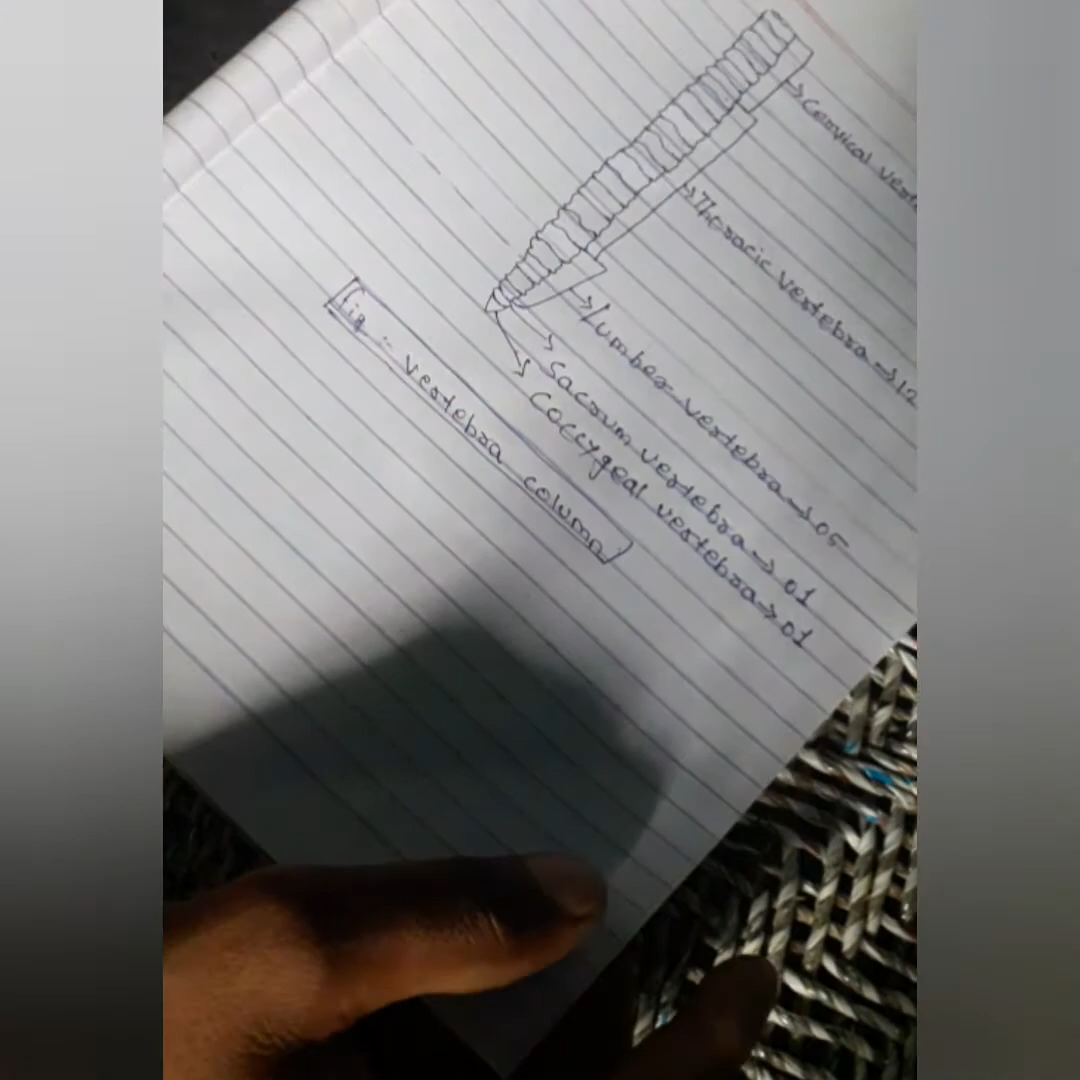 Cervical
Thoracic vertebra → 12
Lumber vertebra → 05
Sacrum vertebra → 01
Coccygeal vertebra → 01
Fig :- vertebra column